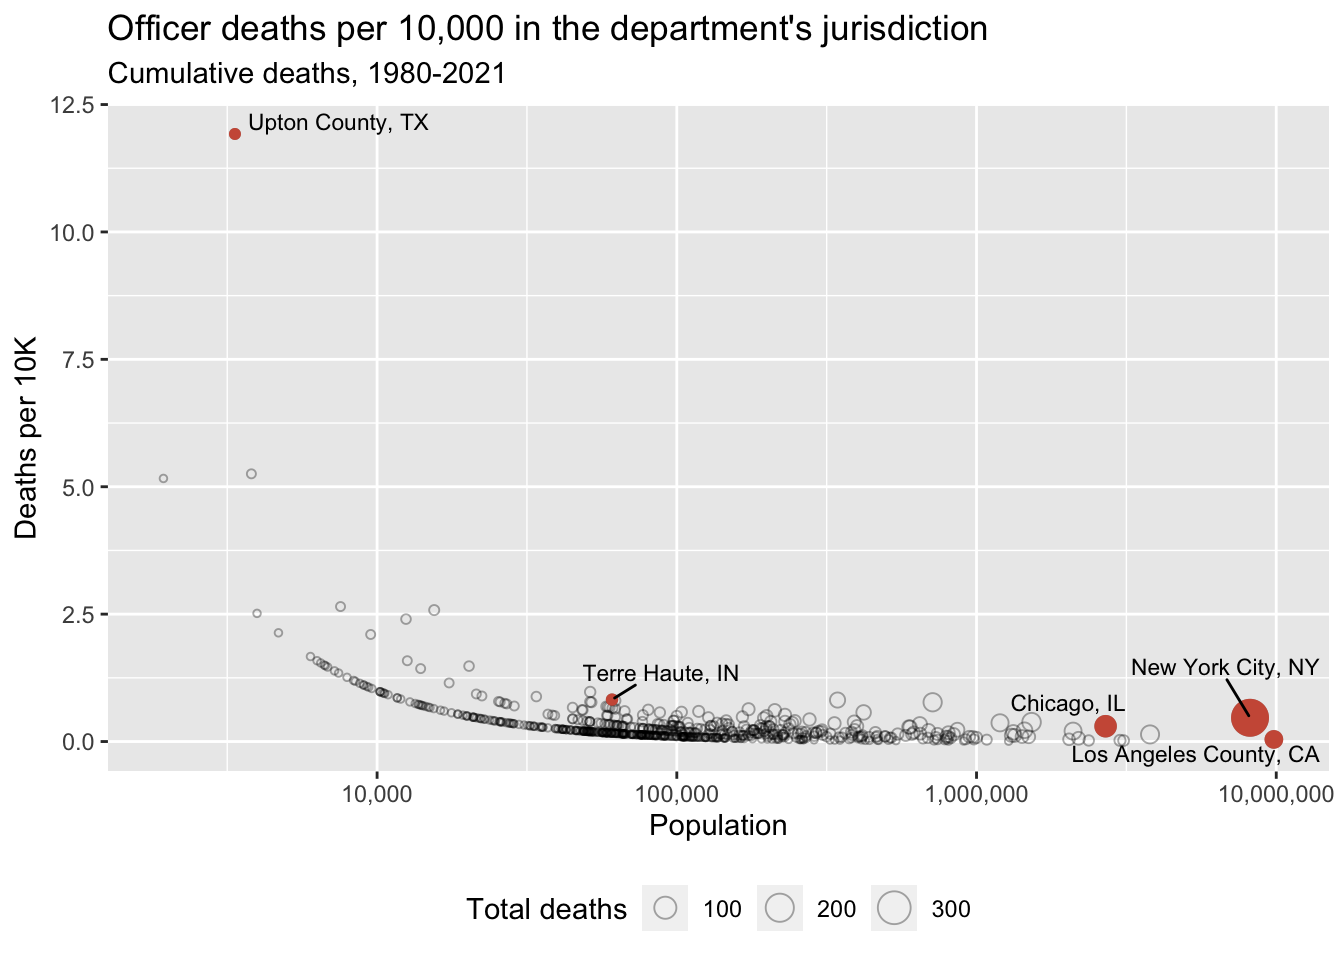 Officer deaths per 10,000 in the department's jurisdiction
Cumulative deaths, 1980-2021
12.5
Upton County, TX
10.0
7.5
Deaths per 10K
5.0
2.5
Terre Haute, IN
New York City, NY
Chicago, IL
0.0
Los Angeles County, CA
10,000 100,000 1,000,000 10,000,000
Population
Total deaths 100 200 300